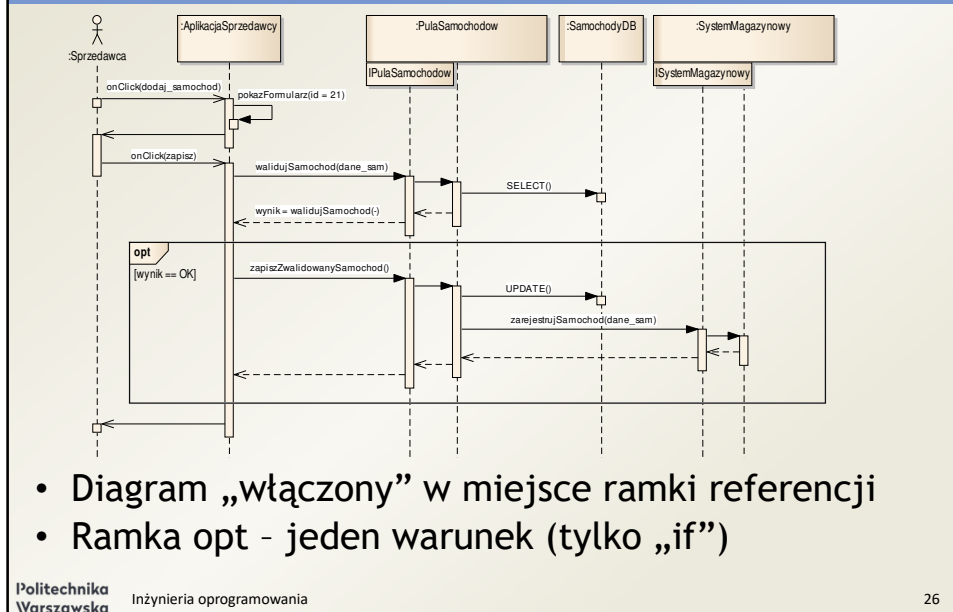 :AplikacjaSprzedawcy
:PulaSamochodow
:SamochodyDB
:SystemMagazynowy
:Sprzedawca
IPulaSamochodow
ISystemMagazynowy
onClick(dodaj_samochod)
pokazFormularz(id = 21)
onClick(zapisz)
walidujSamochod(dane_sam)
SELECT()
wynik = walidujSamochod(-)
opt
[wynik == OK]
zapiszZwalidowanySamochod()
UPDATE()
zarejestrujSamochod(dane_sam)
• Diagram „włączony” w miejsce ramki referencji
• Ramka opt – jeden warunek (tylko „if”)
Politechnika
Warszawska
Inżynieria oprogramowania
26